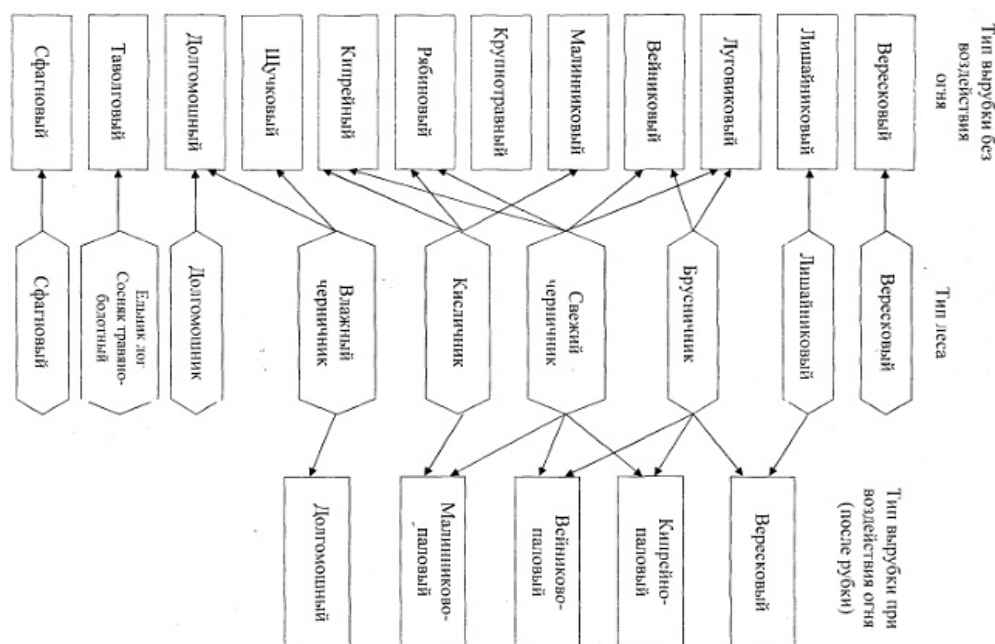 Тип вырубки без
воздействия
огня
Вересковый
Лишайниковый
Луговиковый
Вейниковый
Малинниковый
Крупнотравный
Рябиновый
Кипрейный
Щучковый
Долгомошный
Таволговый
Сфагновый
Тип леса
Вересковый
Лишайниковый
Брусничник
Свежий
черничник
Кисличник
Влажный
черничник
Долгомошник
Ельник лог
Сосняк травяно-
болотный
Сфагновый
Тип вырубки при
воздействия огня
(после рубки)
Вересковый
Кипрейно-
паловый
Вейниково-
паловый
Малинниково-
паловый
Долгомошный